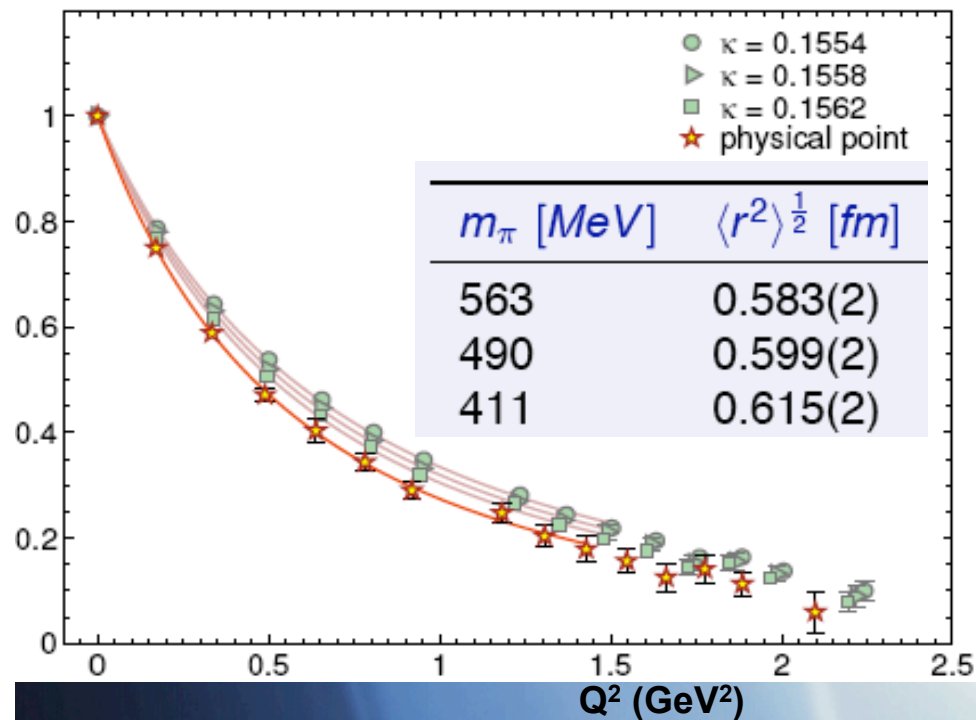 κ = 0.1554
κ = 0.1558
κ = 0.1562
physical point
m_π [MeV] ⟨r²⟩^½ [fm]
563 0.583(2)
490 0.599(2)
411 0.615(2)
1
0.8
0.6
0.4
0.2
0
0 0.5 1 1.5 2 2.5
Q² (GeV²)